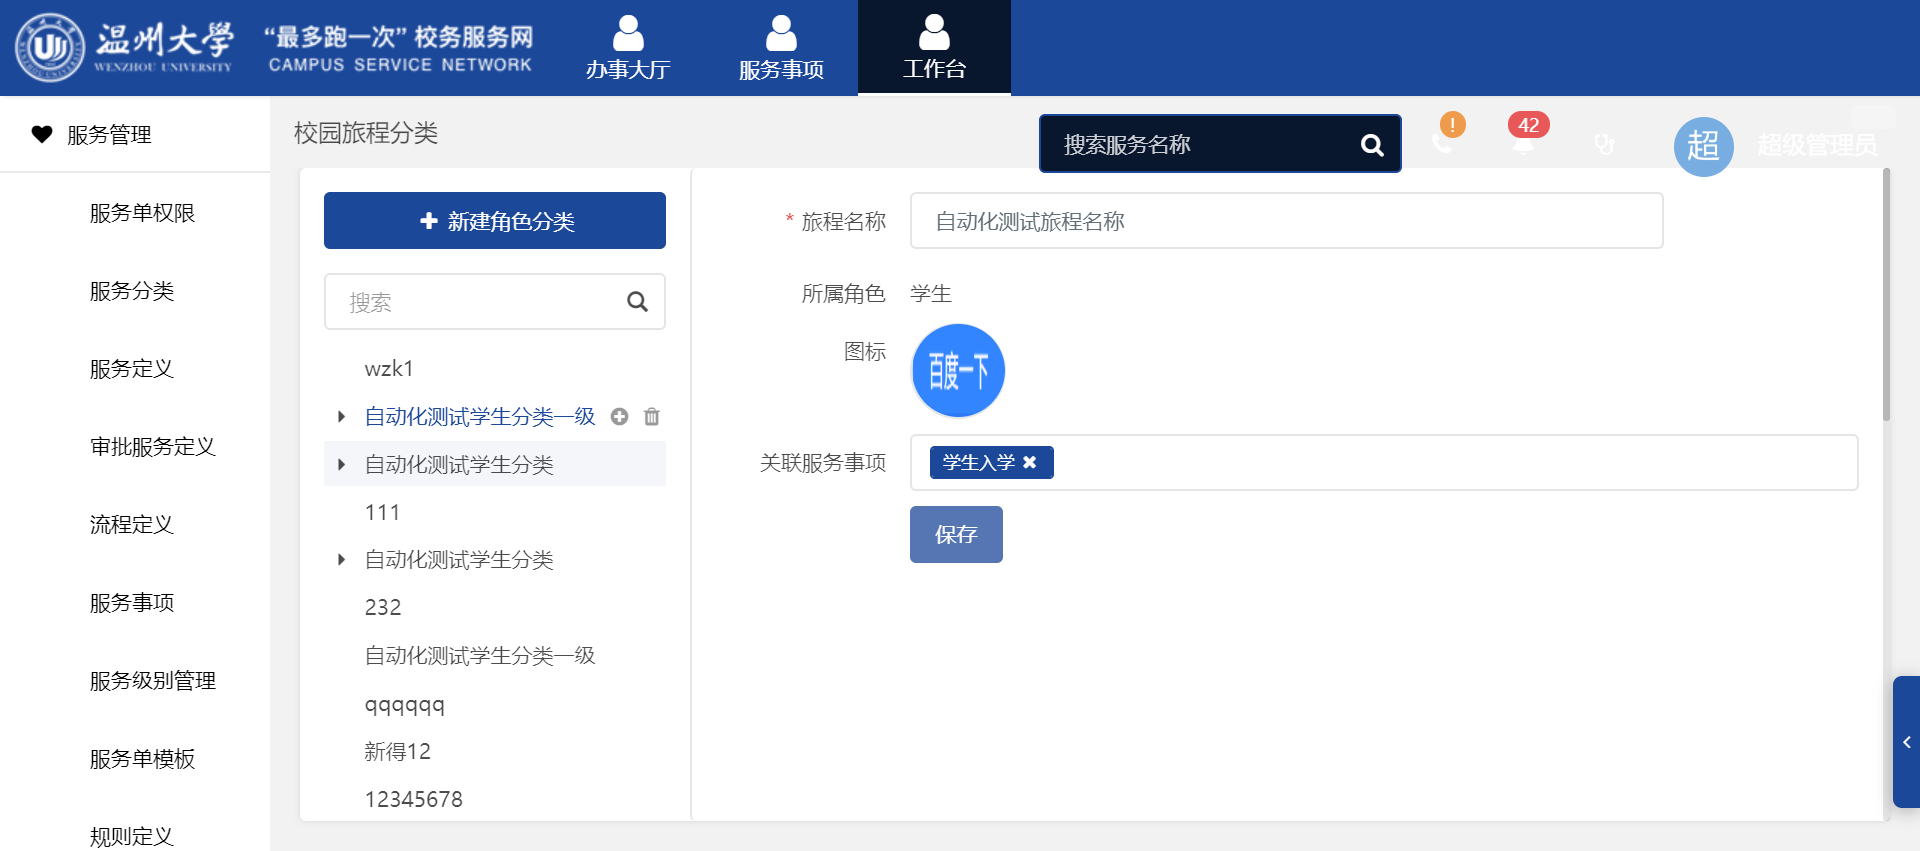 温州大学
WENZHOU UNIVERSITY
“最多跑一次” 校务服务网
CAMPUS SERVICE NETWORK
办事大厅
服务事项
工作台
服务管理
校园旅程分类
搜索服务名称
!
42
超
超级管理员
服务单权限
服务分类
服务定义
审批服务定义
流程定义
服务事项
服务级别管理
服务单模板
规则定义
新建角色分类
搜索
wzk1
自动化测试学生分类一级
自动化测试学生分类
111
自动化测试学生分类
232
自动化测试学生分类一级
qqqqqq
新得12
12345678
* 旅程名称 自动化测试旅程名称
所属角色 学生
图标
百度一下
关联服务事项 学生入学
保存